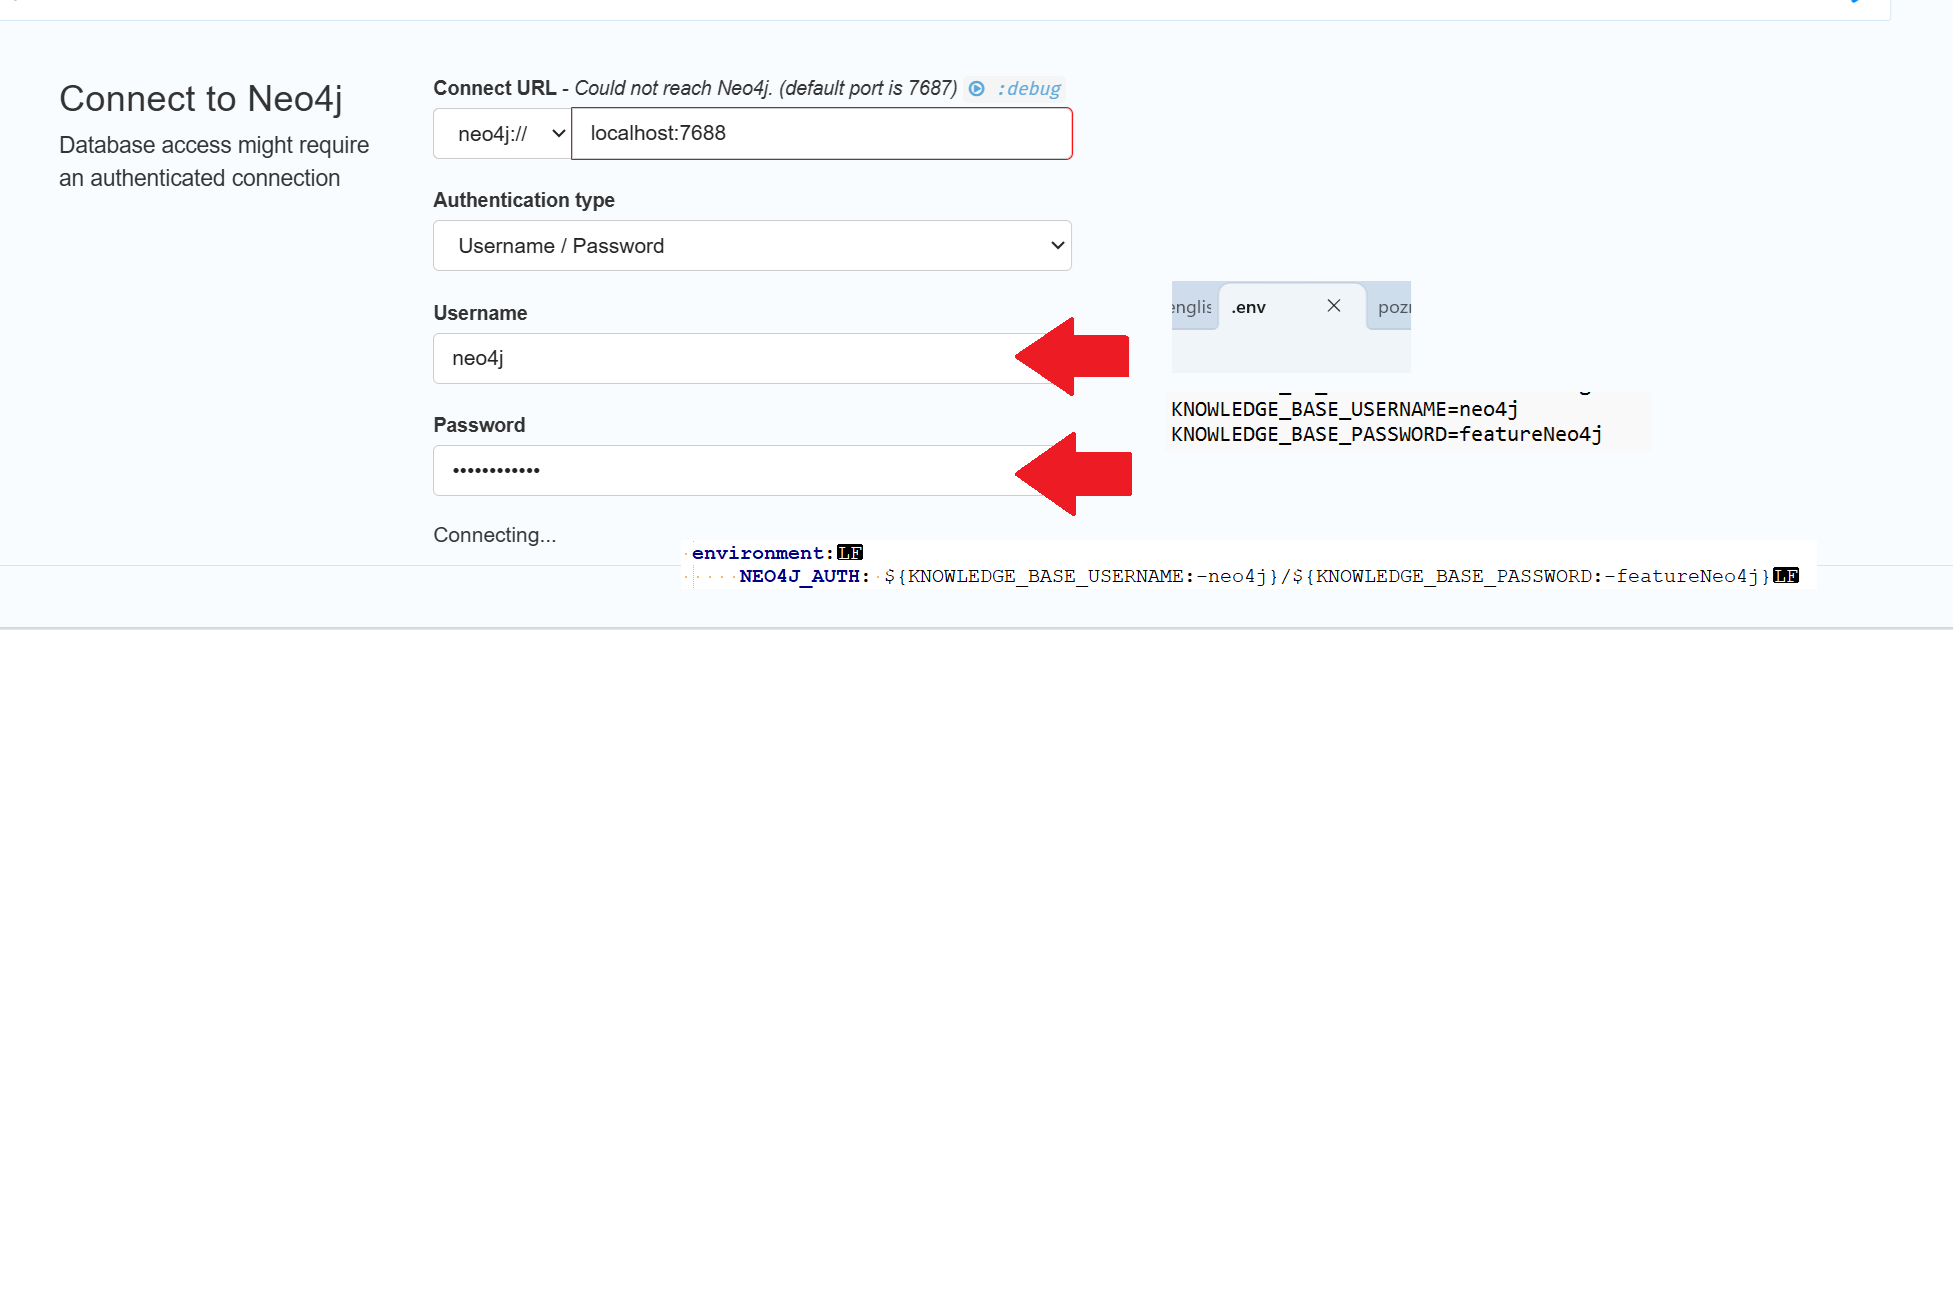 Connect to Neo4j
Database access might require
an authenticated connection
Connect URL - Could not reach Neo4j. (default port is 7687) :debug
neo4j:// localhost:7688
Authentication type
Username / Password
Username
neo4j
Password
••••••••••••
Connecting...
englis .env pozn
KNOWLEDGE_BASE_USERNAME=neo4j
KNOWLEDGE_BASE_PASSWORD=featureNeo4j
environment:LF
NEO4J_AUTH: ${KNOWLEDGE_BASE_USERNAME:-neo4j}/${KNOWLEDGE_BASE_PASSWORD:-featureNeo4j}LF